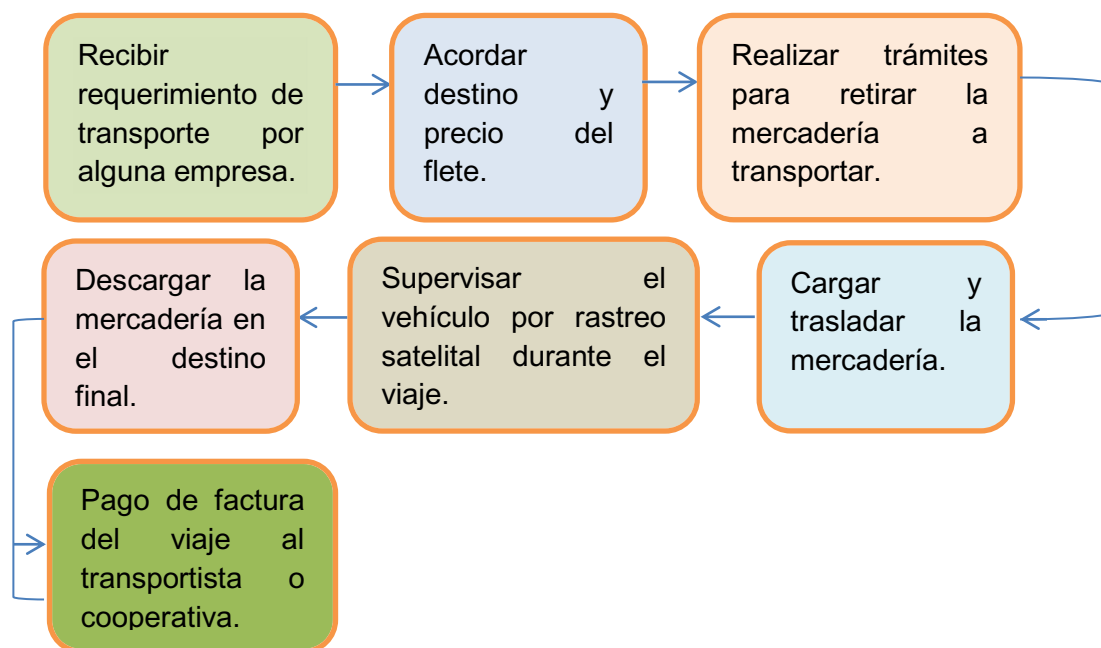 Recibir
requerimiento de
transporte por
alguna empresa.
Acordar
destino y
precio del
flete.
Realizar trámites
para retirar la
mercadería a
transportar.
Cargar y
trasladar la
mercadería.
Supervisar el
vehículo por rastreo
satelital durante el
viaje.
Descargar la
mercadería en
el destino
final.
Pago de factura
del viaje al
transportista o
cooperativa.